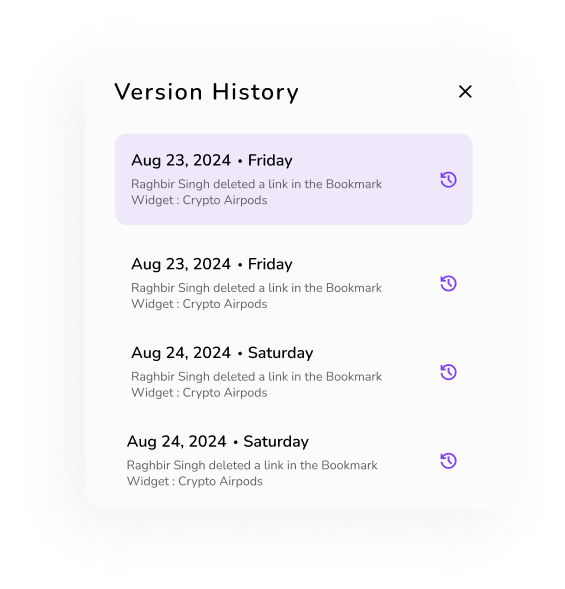 Version History
Aug 23, 2024 • Friday
Raghbir Singh deleted a link in the Bookmark
Widget : Crypto Airpods
Aug 23, 2024 • Friday
Raghbir Singh deleted a link in the Bookmark
Widget : Crypto Airpods
Aug 24, 2024 • Saturday
Raghbir Singh deleted a link in the Bookmark
Widget : Crypto Airpods
Aug 24, 2024 • Saturday
Raghbir Singh deleted a link in the Bookmark
Widget : Crypto Airpods